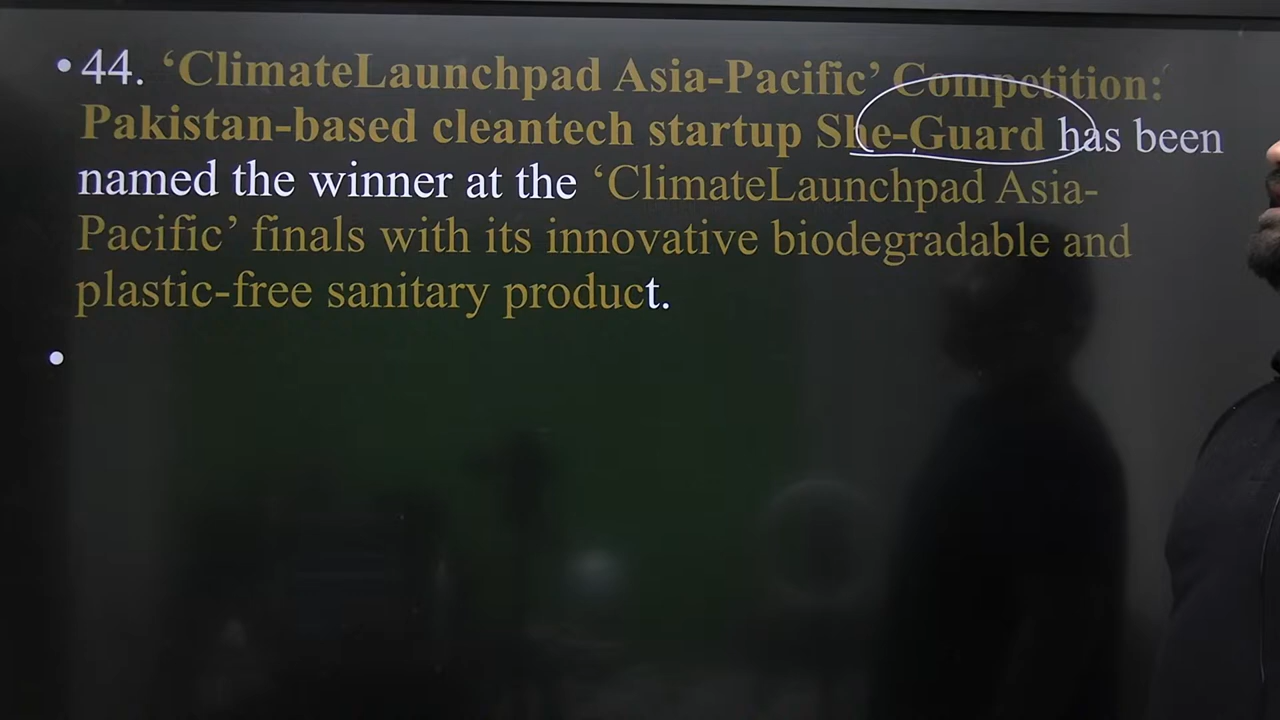 • 44. ‘ClimateLaunchpad Asia-Pacific’ Competition:
Pakistan-based cleantech startup She-Guard has been
named the winner at the ‘ClimateLaunchpad Asia-
Pacific’ finals with its innovative biodegradable and
plastic-free sanitary product.
•